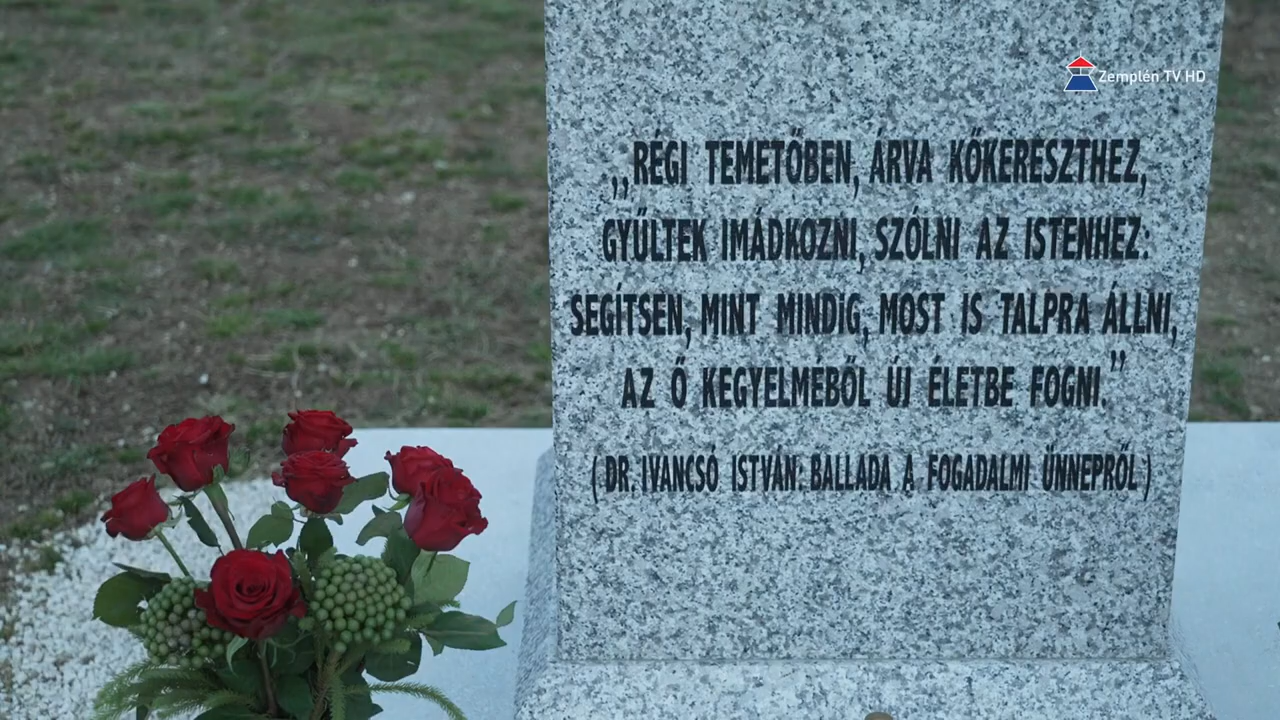 Zemplén TV HD
„RÉGI TEMETŐBEN, ÁRVA KŐKERESZTHEZ,
GYŰLTEK IMÁDKOZNI, SZÓLNI AZ ISTENHEZ:
SEGÍTSEN, MINT MINDIG, MOST IS TALPRA ÁLLNI,
AZ Ő KEGYELMÉBŐL ÚJ ÉLETBE FOGNI.”
(DR. IVANCSÓ ISTVÁN: BALLADA A FOGADALMI ÜNNEPRŐL)